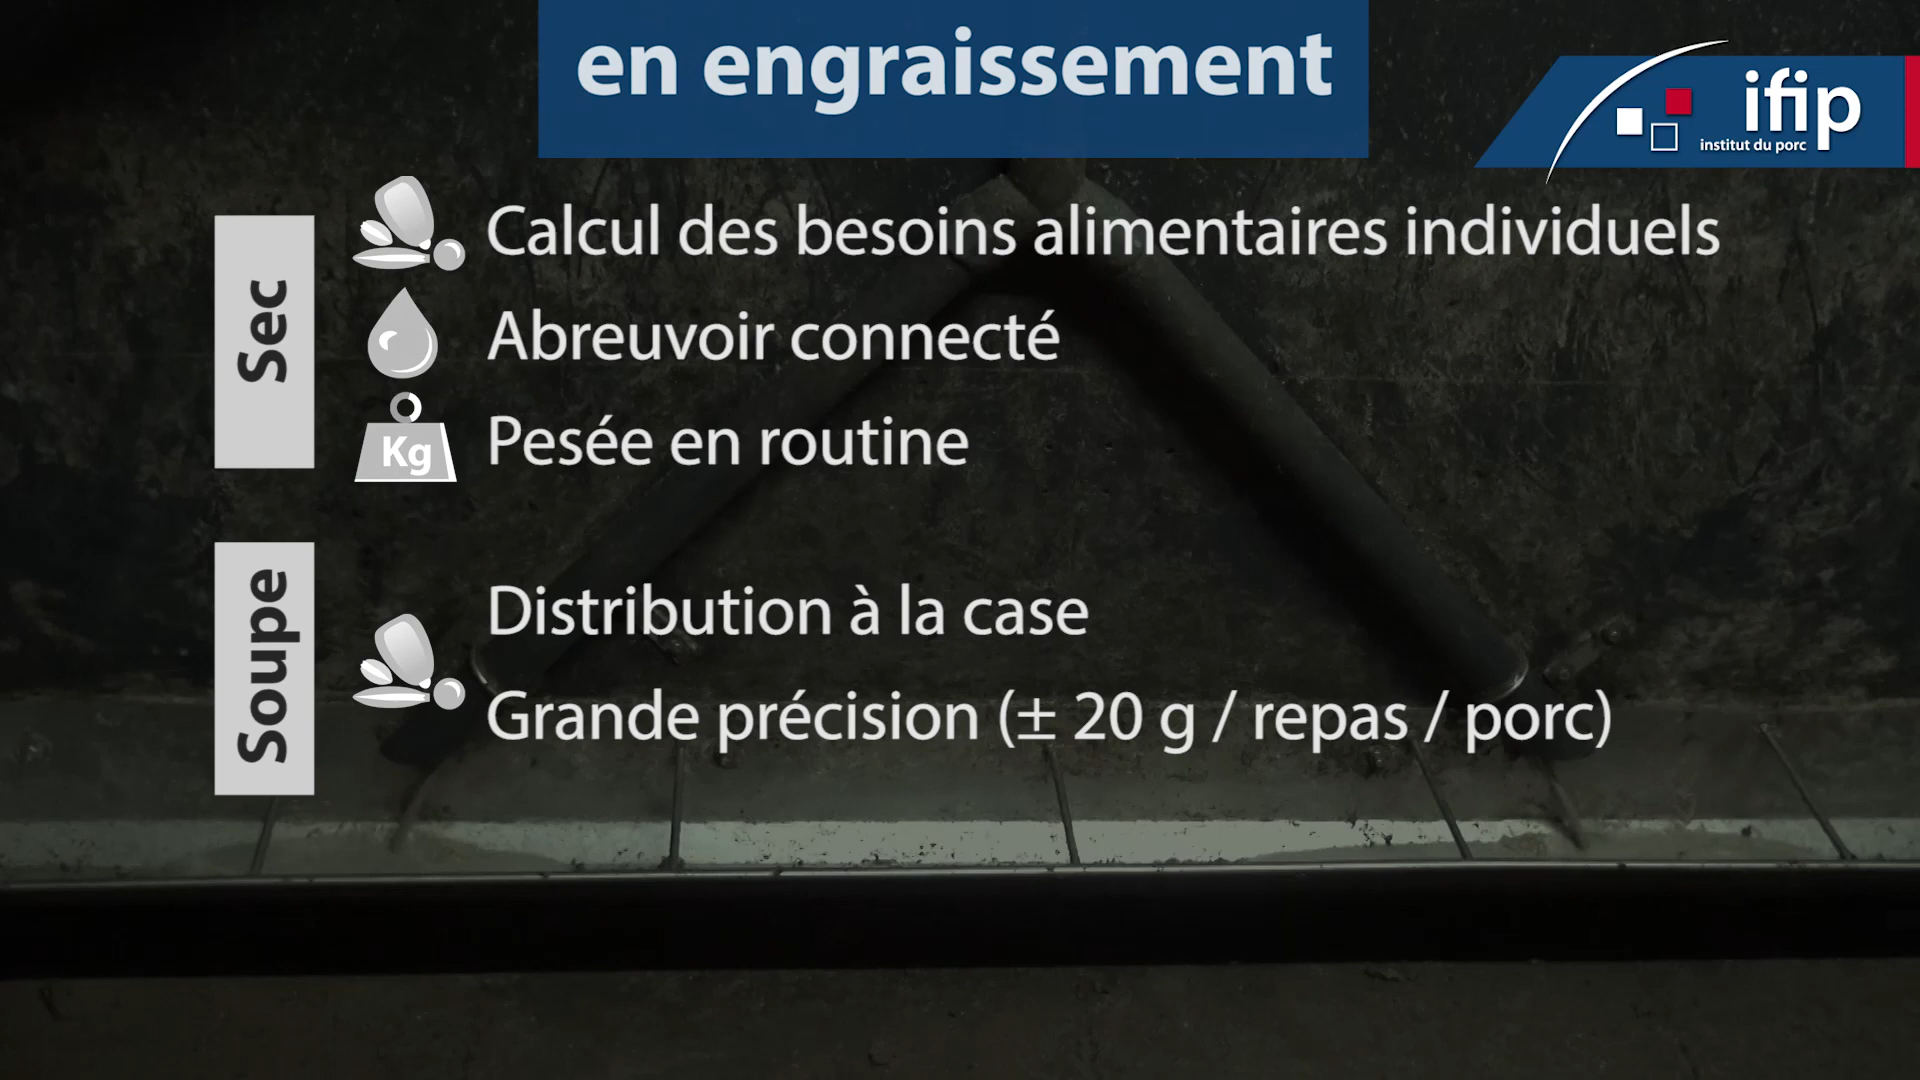 en engraissement
ifip
institut du porc
Sec
Calcul des besoins alimentaires individuels
Abreuvoir connecté
Kg
Pesée en routine
Soupe
Distribution à la case
Grande précision (± 20 g / repas / porc)